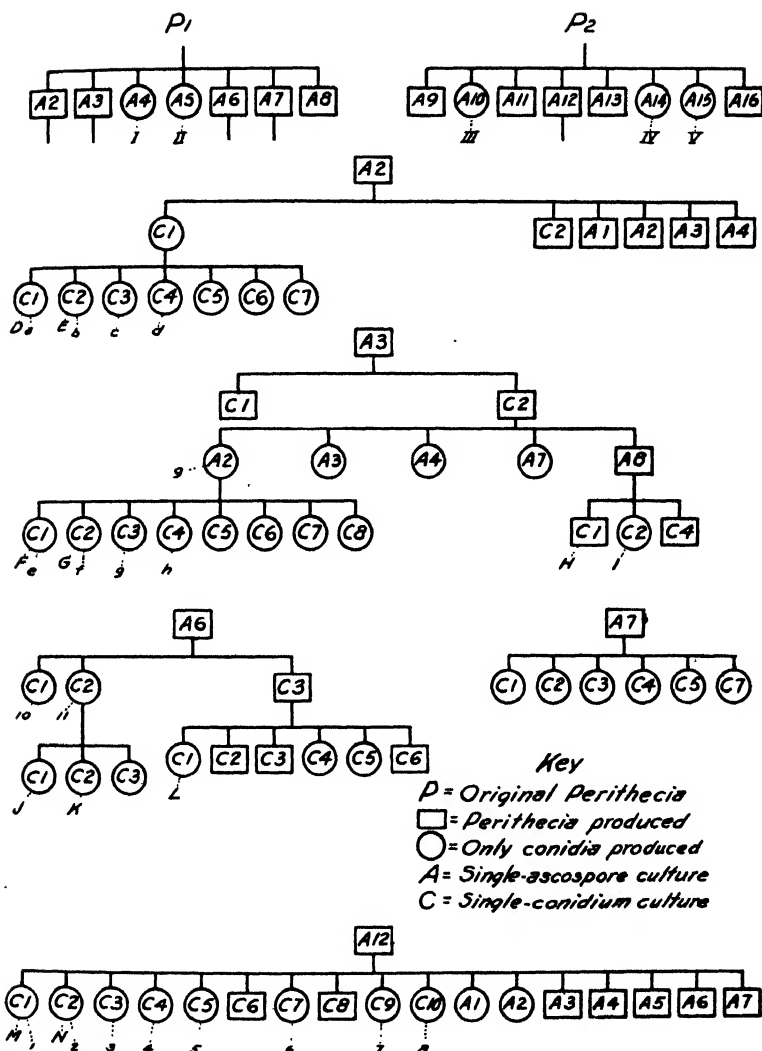 P1 P2
A2 A3 A4 A5 A6 A7 A8 A9 A10 A11 A12 A13 A14 A15 A16
I II III IV V
A2
C1 C2 A1 A2 A3 A4
C1 C2 C3 C4 C5 C6 C7
D a E b c d
A3
C1 C2
A2 A3 A4 A7 A8
9
C1 C2 C3 C4 C5 C6 C7 C8 C1 C2 C4
F e G f g h H I
A6 A7
C1 C2 C3 C1 C2 C3 C4 C5 C7
10 11
C1 C2 C3 C1 C2 C3 C4 C5 C6
J K L
Key
P = Original Perithecia
= Perithecia produced
= Only conidia produced
A = Single-ascospore culture
C = Single-conidium culture
A12
C1 C2 C3 C4 C5 C6 C7 C8 C9 C10 A1 A2 A3 A4 A5 A6 A7
M 1 N 2 3 4 5 6 7 8